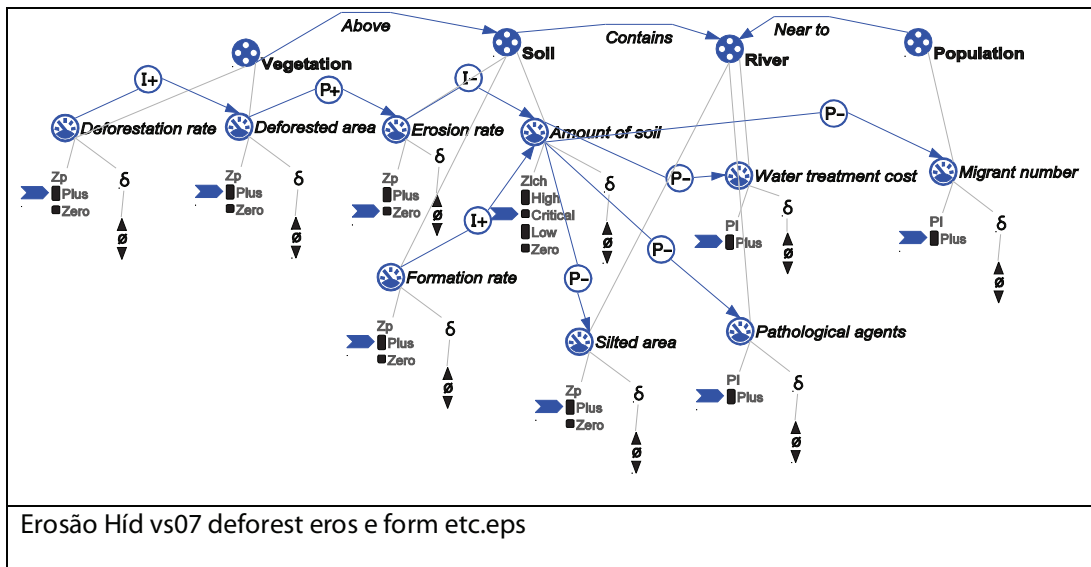 Above
Soil
Contains
Near to
Vegetation
River
Population
I+
P+
I–
P–
Deforestation rate
Deforested area
Erosion rate
Amount of soil
Water treatment cost
Migrant number
Zp
Plus
Zero
δ
ø
Zp
Plus
Zero
δ
ø
Zp
Plus
Zero
δ
ø
Zlch
High
Critical
Low
Zero
δ
ø
P–
Pl
Plus
δ
ø
Pl
Plus
δ
ø
I+
P–
P–
Formation rate
Zp
Plus
Zero
δ
ø
Silted area
Zp
Plus
Zero
δ
ø
Pathological agents
Pl
Plus
δ
ø
Erosão Híd vs07 deforest eros e form etc.eps